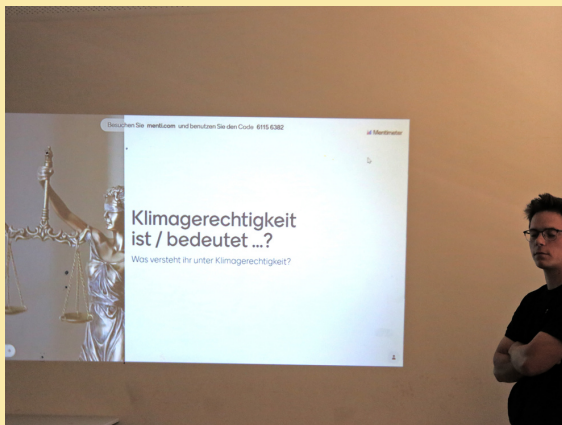 Besuchen Sie menti.com und benutzen Sie den Code 6115 6382
Mentimeter
Klimagerechtigkeit
ist / bedeutet ...?
Was versteht ihr unter Klimagerechtigkeit?